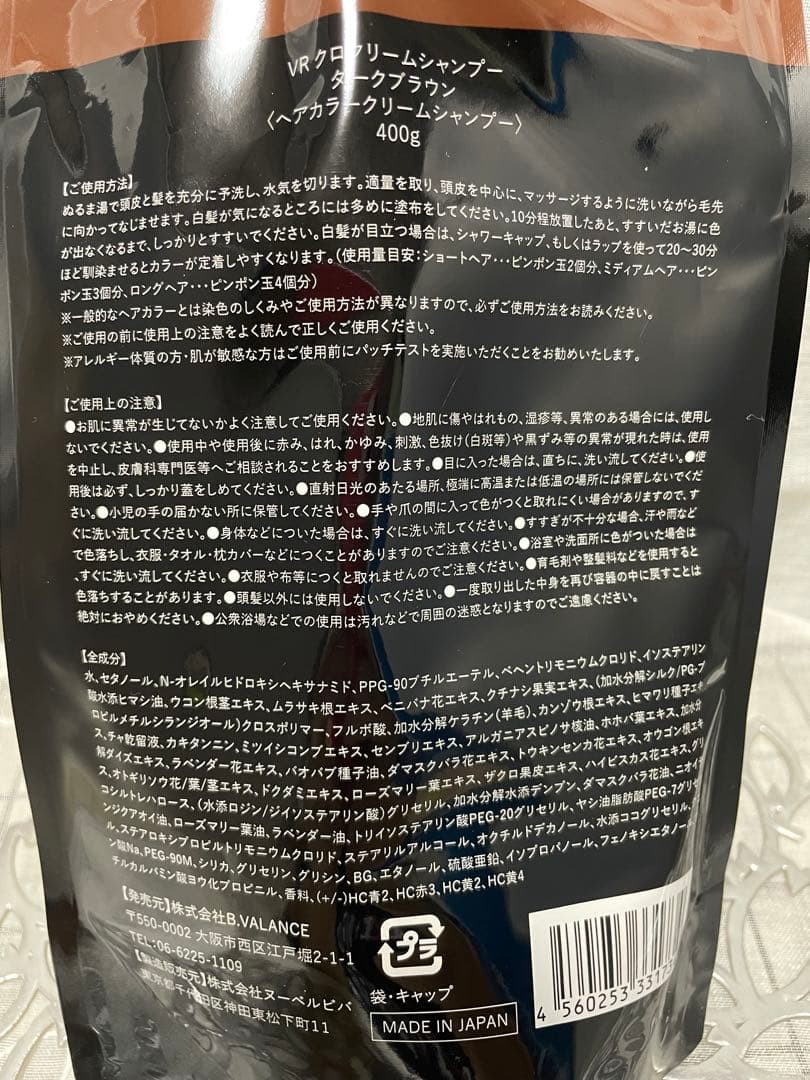 VR クロクリームシャンプー
ダークブラウン
〈ヘアカラークリームシャンプー〉
400g
【ご使用方法】
ぬるま湯で頭皮と髪を充分に予洗し、水気を切ります。適量を取り、頭皮を中心に、マッサージするように洗いながら毛先
に向かってなじませます。白髪が気になるところには多めに塗布をしてください。10分程放置したあと、すすいだお湯に色
が出なくなるまで、しっかりとすすいでください。白髪が目立つ場合は、シャワーキャップ、もしくはラップを使って20〜30分
ほど馴染ませるとカラーが定着しやすくなります。（使用量目安：ショートヘア・・・ピンポン玉2個分、ミディアムヘア・・・ピン
ポン玉3個分、ロングヘア・・・ピンポン玉4個分）
※一般的なヘアカラーとは染色のしくみやご使用方法が異なりますので、必ずご使用方法をお読みください。
※ご使用の前に使用上の注意をよく読んで正しくご使用ください。
※アレルギー体質の方・肌が敏感な方はご使用前にパッチテストを実施いただくことをお勧めいたします。
【ご使用上の注意】
●お肌に異常が生じてないかよく注意してご使用ください。●地肌に傷やはれもの、湿疹等、異常のある場合には、使用し
ないでください。●使用中や使用後に赤み、はれ、かゆみ、刺激、色抜け(白斑等)や黒ずみ等の異常が現れた時は、使用
を中止し、皮膚科専門医等へご相談されることをおすすめします。●目に入った場合は、直ちに、洗い流してください。●使
用後は必ず、しっかり蓋をしめてください。●直射日光のあたる場所、極端に高温または低温の場所には保管しないでくだ
さい。●小児の手の届かない所に保管してください。●手や爪の間に入って色がつくと取れにくい場合がありますので、す
ぐに洗い流してください。●身体などについた場合は、すぐに洗い流してください。●すすぎが不十分な場合、汗や雨など
で色落ちし、衣服・タオル・枕カバーなどにつくことがありますのでご注意ください。●浴室や洗面所に色がついた場合は
、すぐに洗い流してください。●衣服や布等につくと取れませんのでご注意ください。●育毛剤や整髪料などを使用すると
色落ちすることがあります。●頭髪以外には使用しないでください。●一度取り出した中身を再び容器の中に戻すことは
絶対におやめください。●公衆浴場などでの使用は汚れなどで周囲の迷惑となりますのでご遠慮ください。
【全成分】
水、セタノール、N-オレイルヒドロキシヘキサナミド、PPG-90ブチルエーテル、ベヘントリモニウムクロリド、イソステアリン
酸水添ヒマシ油、ウコン根茎エキス、ムラサキ根エキス、ベニバナ花エキス、クチナシ果実エキス、(加水分解シルク/PG-プ
ロピルメチルシランジオール)クロスポリマー、フルボ酸、加水分解ケラチン(羊毛)、カンゾウ根エキス、ヒマワリ種子エキ
ス、チャ乾留液、カキタンニン、ミツイシコンブエキス、センブリエキス、アルガニアスピノサ核油、ホホバ葉エキス、加水分
解ダイズエキス、ラベンダー花エキス、バオバブ種子油、ダマスクバラ花エキス、トウキンセンカ花エキス、オウゴン根エキ
ス、オトギリソウ花/葉/茎エキス、ドクダミエキス、ローズマリー葉エキス、ザクロ果皮エキス、ハイビスカス花エキス、グリ
コシルトレハロース、(水添ロジン/ジイソステアリン酸)グリセリル、加水分解水添デンプン、ダマスクバラ花油、ニオイテ
ンジクアオイ油、ローズマリー葉油、ラベンダー油、トリイソステアリン酸PEG-20グリセリル、ヤシ油脂肪酸PEG-7グリセリ
ル、ステアロキシプロピルトリモニウムクロリド、ステアリルアルコール、オクチルドデカノール、水添ココグリセリル、
ン酸Na、PEG-90M、シリカ、グリセリン、グリシン、BG、エタノール、硫酸亜鉛、イソプロパノール、フェノキシエタノール
チルカルバミン酸ヨウ化プロピニル、香料、(+/-)HC青2、HC赤3、HC黄2、HC黄4
【発売元】株式会社B.VALANCE
〒550-0002 大阪市西区江戸堀2-1-1
TEL:06-6225-1109
【製造販売元】株式会社ヌーベルビバ
東京都千代田区神田東松下町11
プラ
袋・キャップ
MADE IN JAPAN
4 560253 331